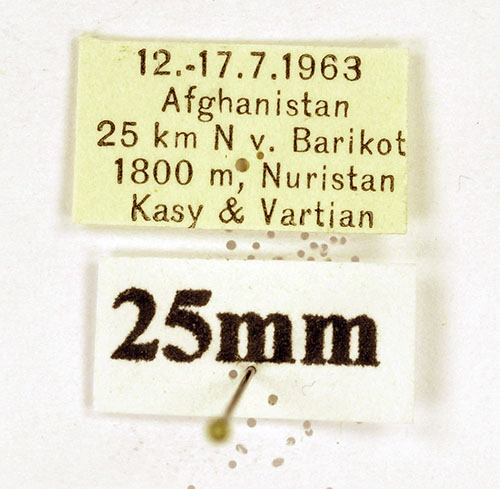 12.-17.7.1963
Afghanistan
25 km N v. Barikot
1800 m, Nuristan
Kasy & Vartian
25mm